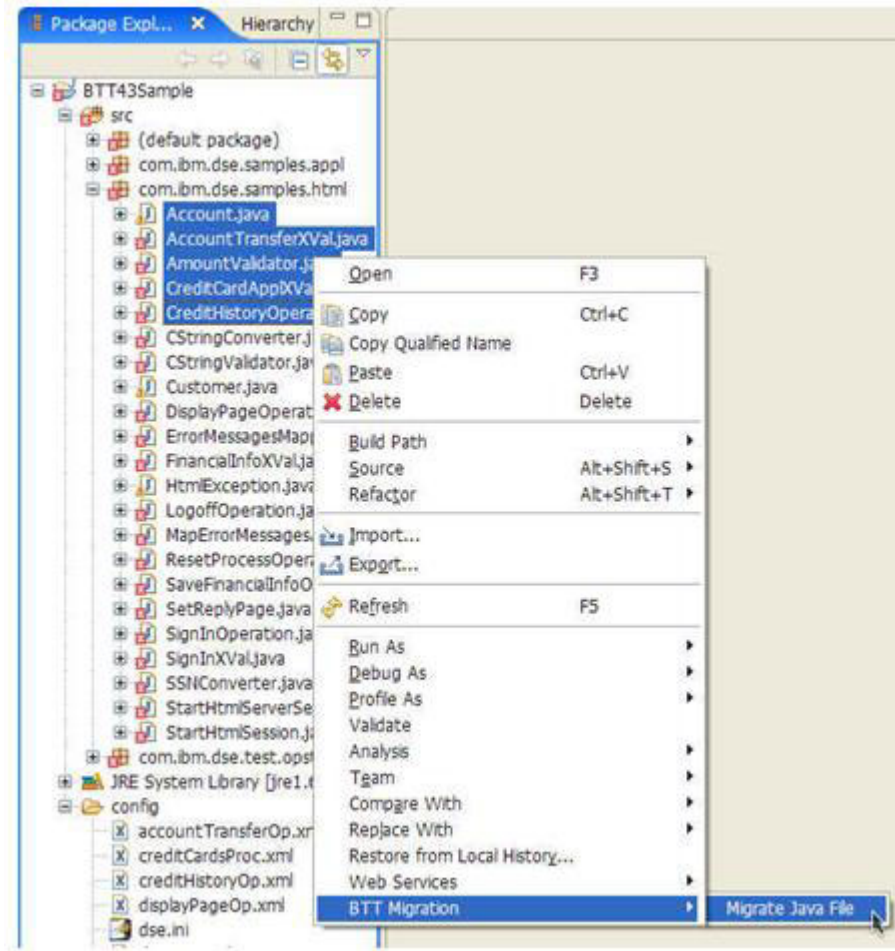 Package Expl...
Hierarchy
BTT43Sample
src
(default package)
com.ibm.dse.samples.appl
com.ibm.dse.samples.html
Account.java
AccountTransferXVal.java
AmountValidator.ja
CreditCardApplXVa
CreditHistoryOpera
CStringConverter.j
CStringValidator.jav
Customer.java
DisplayPageOperat
ErrorMessagesMapp
FinancialInfoXVal.ja
HtmlException.java
LogoffOperation.ja
MapErrorMessages.
ResetProcessOpera
SaveFinancialInfoO
SetReplyPage.java
SignInOperation.ja
SignInXVal.java
SSNConverter.java
StartHtmlServerSe
StartHtmlSession.j
com.ibm.dse.test.opst
JRE System Library [jre1.
config
accountTransferOp.xm
creditCardsProc.xml
creditHistoryOp.xml
displayPageOp.xml
dse.ini
Open F3
Copy Ctrl+C
Copy Qualified Name
Paste Ctrl+V
Delete Delete
Build Path
Source Alt+Shift+S
Refactor Alt+Shift+T
Import...
Export...
Refresh F5
Run As
Debug As
Profile As
Validate
Analysis
Team
Compare With
Replace With
Restore from Local History...
Web Services
BTT Migration
Migrate Java File